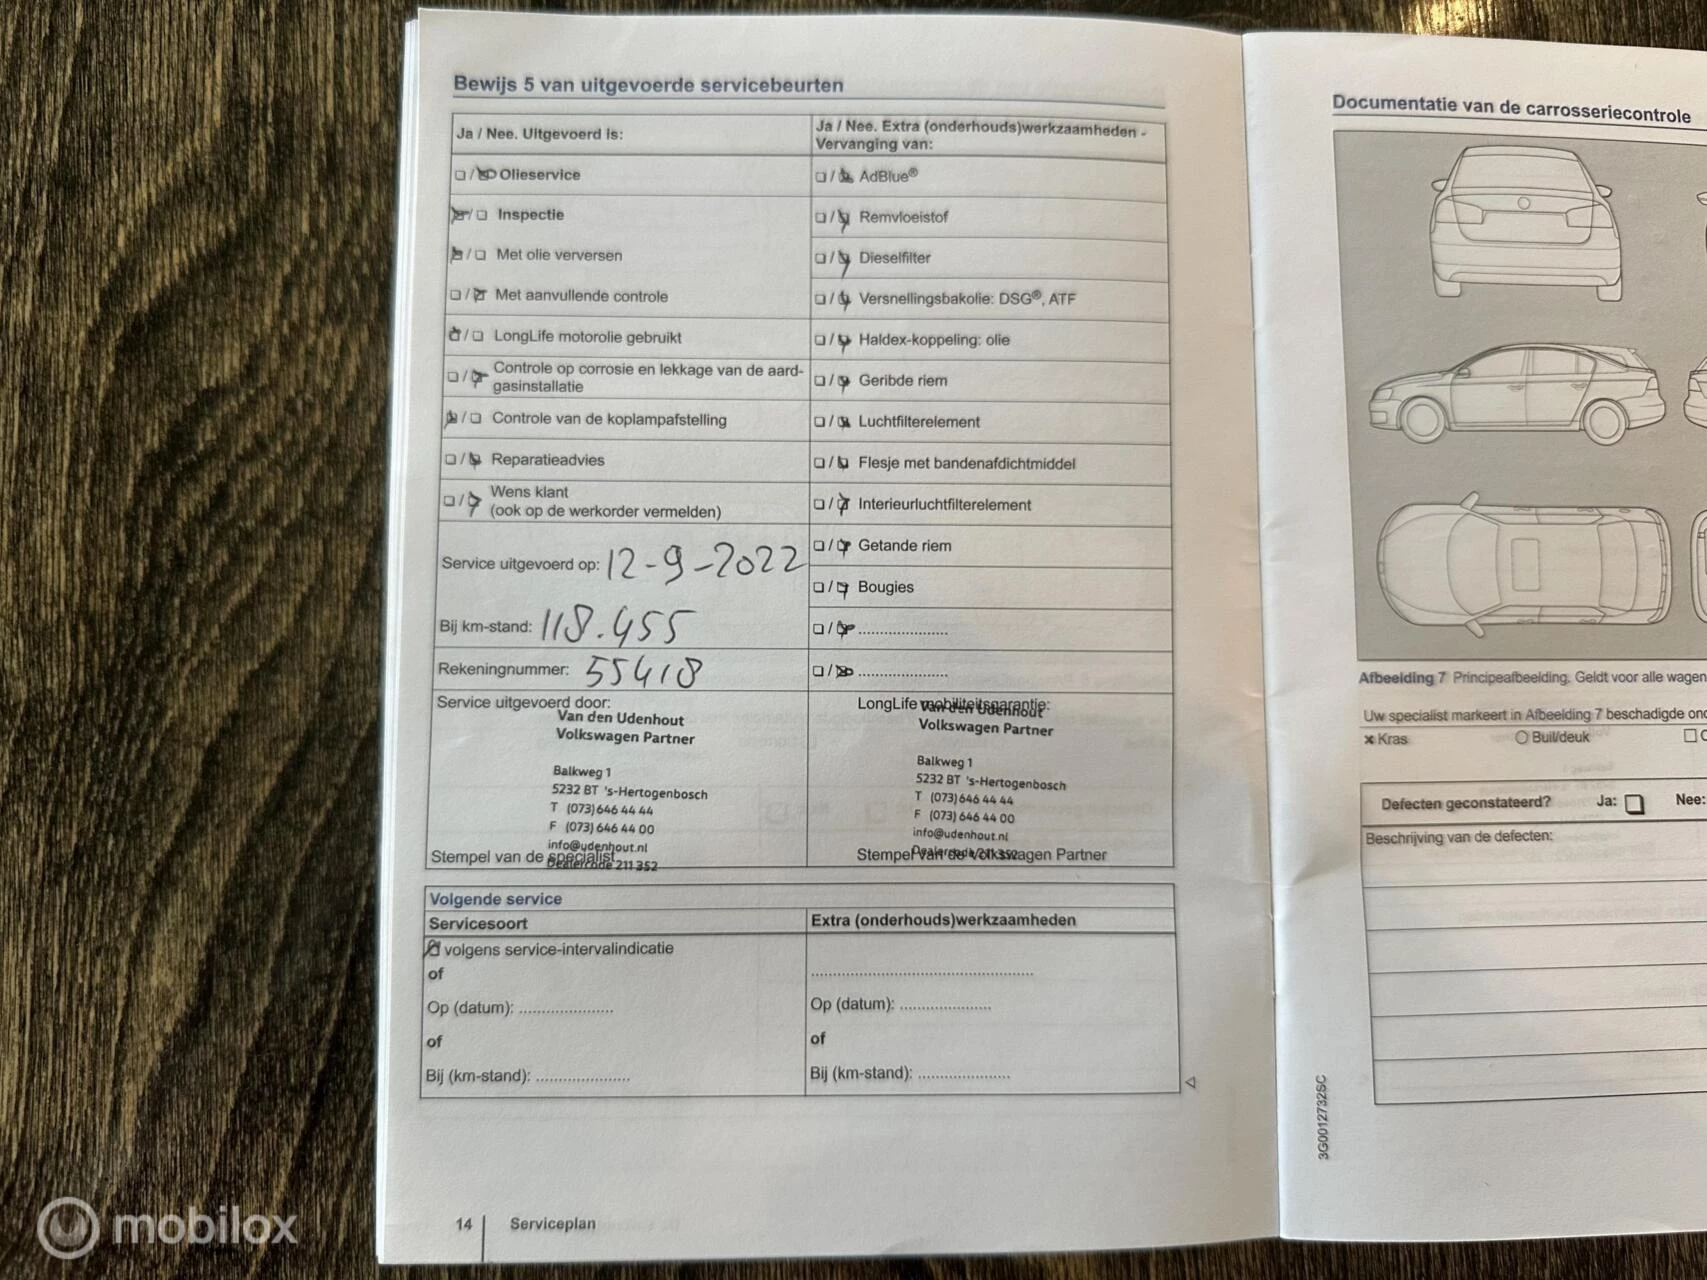 Bewijs 5 van uitgevoerde servicebeurten
Ja / Nee. Uitgevoerd is:
Olieservice
Inspectie
Met olie verversen
Met aanvullende controle
LongLife motorolie gebruikt
Controle op corrosie en lekkage van de aard-
gasinstallatie
Controle van de koplampafstelling
Reparatieadvies
Wens klant
(ook op de werkorder vermelden)
Service uitgevoerd op: 12-9-2022
Bij km-stand: 118.455
Rekeningnummer: 55418
Service uitgevoerd door:
Van den Udenhout
Volkswagen Partner
Balkweg 1
5232 BT 's-Hertogenbosch
T (073) 646 44 44
F (073) 646 44 00
info@udenhout.nl
Dealercode 211 352
Stempel van de specialist
Ja / Nee. Extra (onderhouds)werkzaamheden -
Vervanging van:
AdBlue®
Remvloeistof
Dieselfilter
Versnellingsbakolie: DSG®, ATF
Haldex-koppeling: olie
Geribde riem
Luchtfilterelement
Flesje met bandenafdichtmiddel
Interieurluchtfilterelement
Getande riem
Bougies
LongLife mobiliteitsgarantie:
Van den Udenhout
Volkswagen Partner
Balkweg 1
5232 BT 's-Hertogenbosch
T (073) 646 44 44
F (073) 646 44 00
info@udenhout.nl
Dealercode 211 352
Stempel van de Volkswagen Partner
Volgende service
Servicesoort
volgens service-intervalindicatie
of
Op (datum): ....................
of
Bij (km-stand): ....................
Extra (onderhouds)werkzaamheden
Op (datum): ....................
of
Bij (km-stand): ....................
14 Serviceplan
Documentatie van de carrosseriecontrole
Afbeelding 7 Principeafbeelding. Geldt voor alle wagen
Uw specialist markeert in Afbeelding 7 beschadigde
Kras
Buil/deuk
Defecten geconstateerd? Ja: Nee:
Beschrijving van de defecten:
3G0012732SC
mobilox